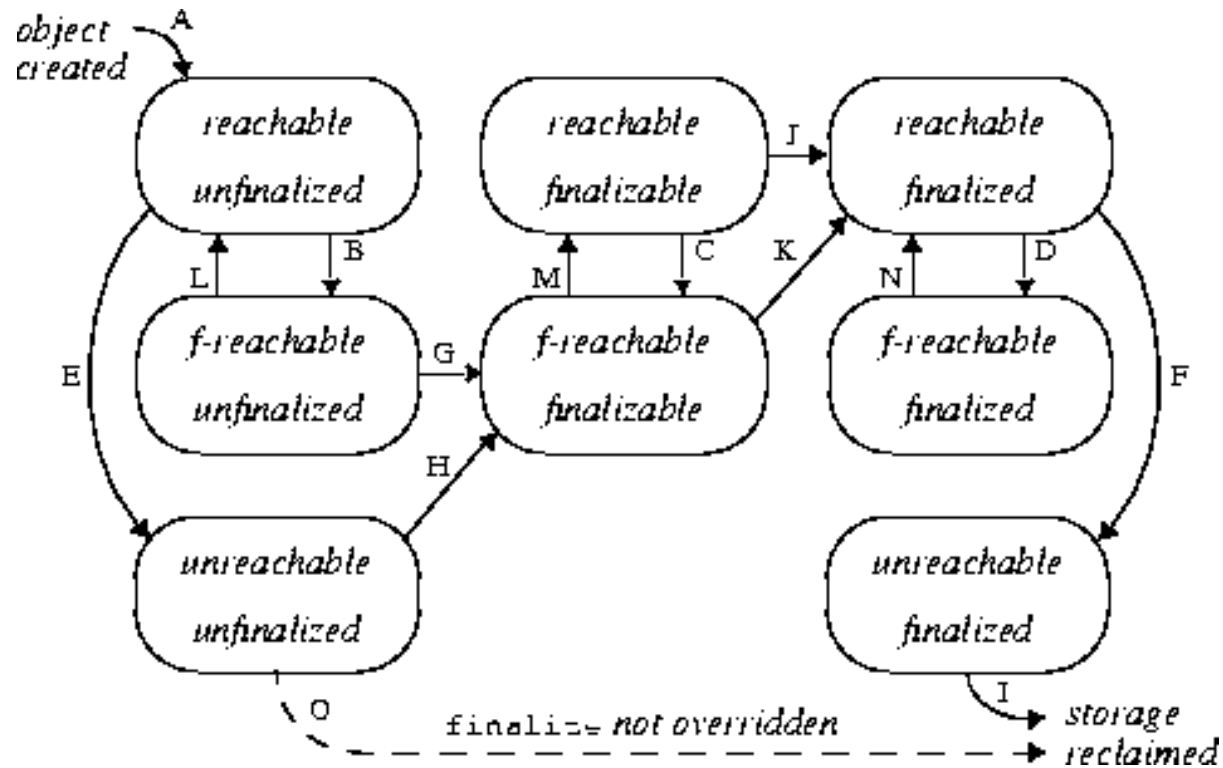 object
created
A
reachable
unfinalized
reachable
finalizable
J
reachable
finalized
L
B
M
C
K
N
D
E
f-reachable
unfinalized
G
f-reachable
finalizable
f-reachable
finalized
F
H
unreachable
unfinalized
unreachable
finalized
O
finalize not overridden
I
storage
reclaimed